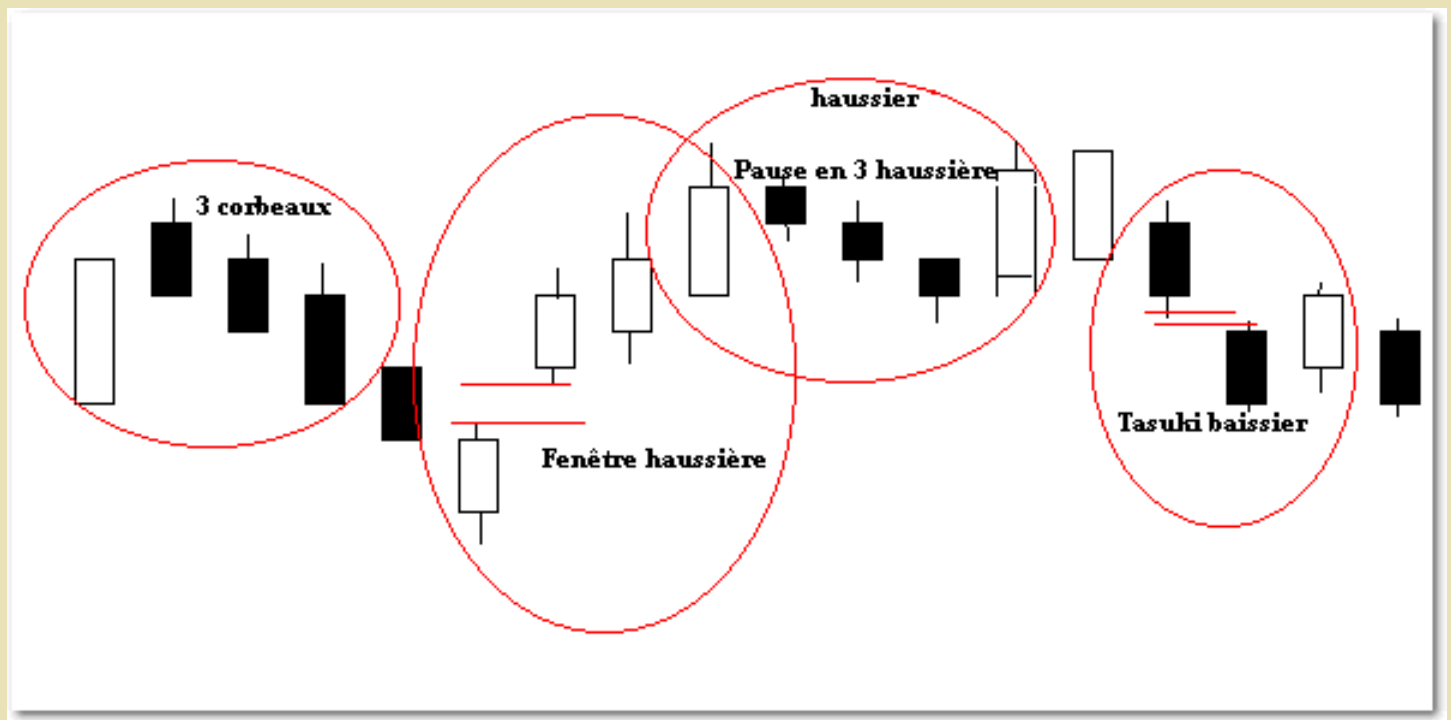 haussier
Pause en 3 haussière
3 corbeaux
Tasuki baissier
Fenêtre haussière